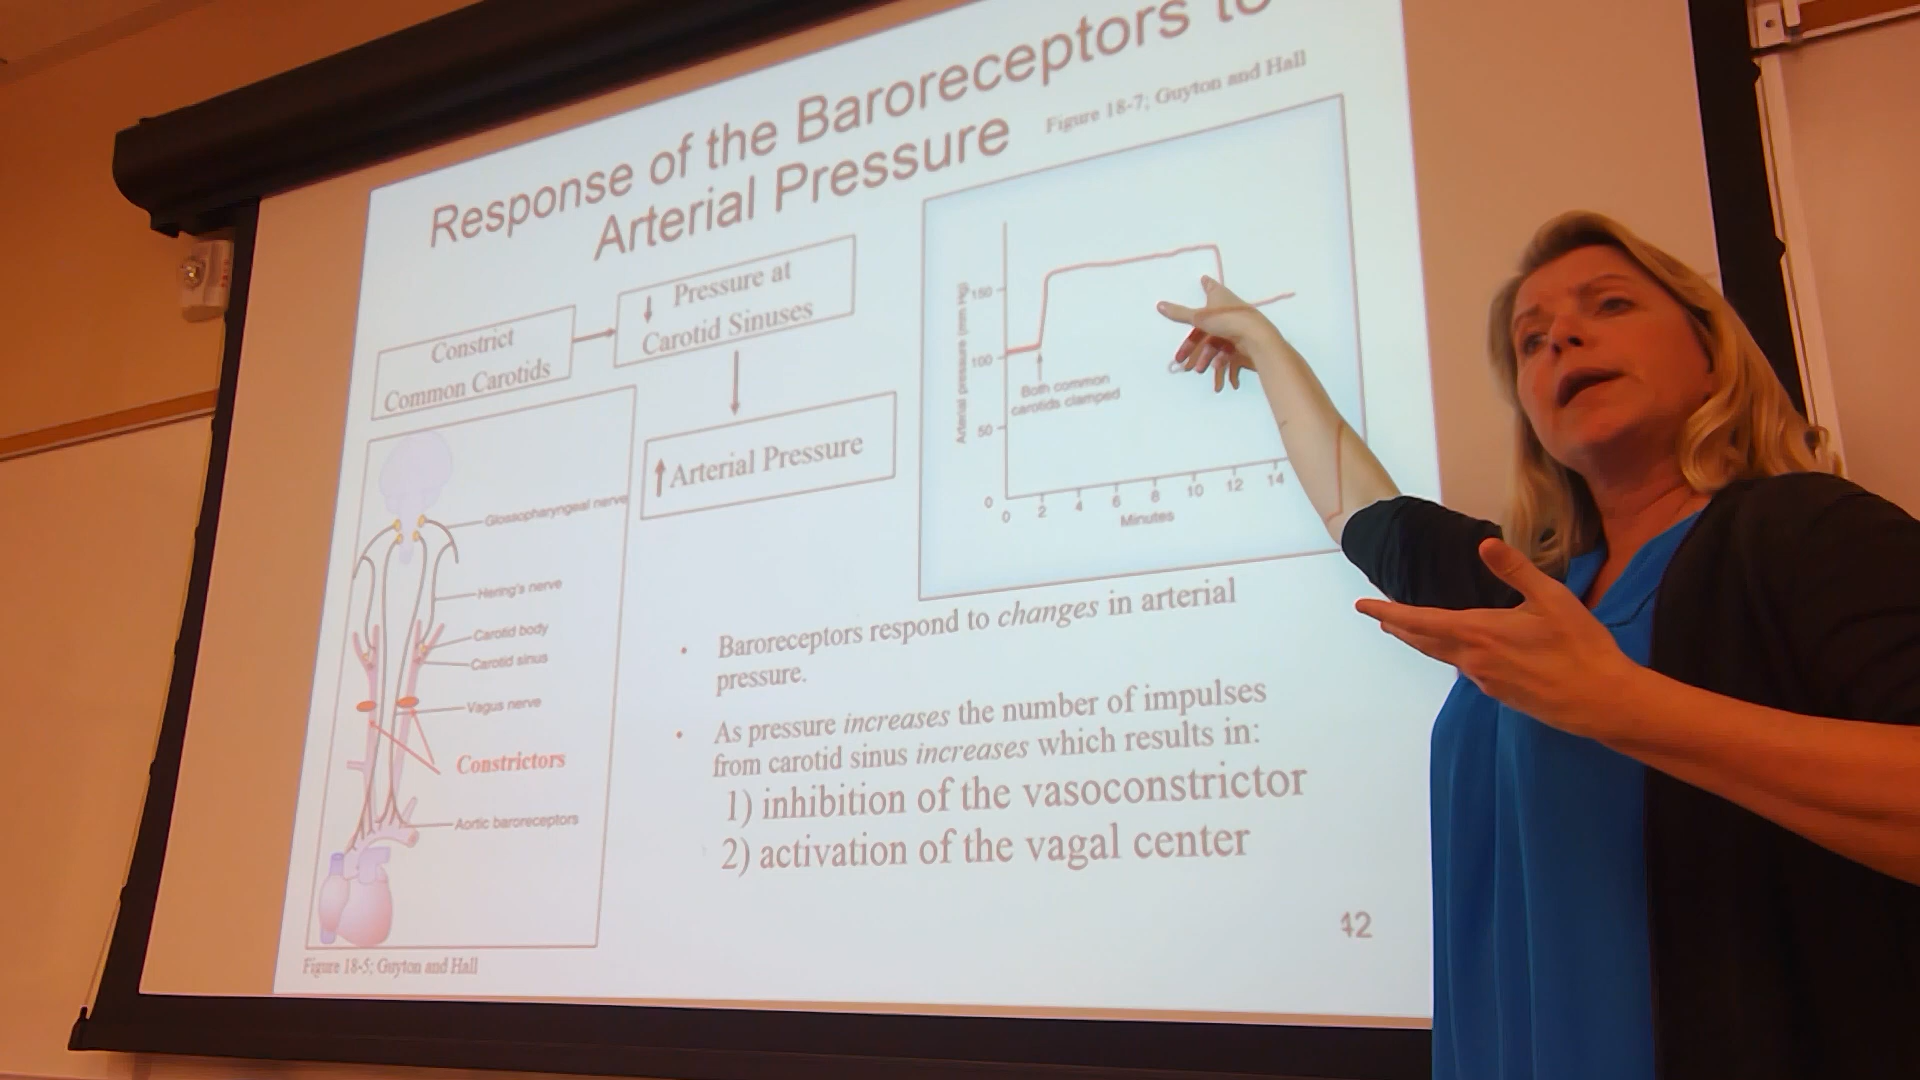 Response of the Baroreceptors to
Arterial Pressure
Figure 18-7; Guyton and Hall
Constrict
Common Carotids
↓ Pressure at
Carotid Sinuses
↑ Arterial Pressure
Arterial pressure (mm Hg)
150
100
50
0
Both common
carotids clamped
0 2 4 6 8 10 12 14
Minutes
Glossopharyngeal nerve
Hering's nerve
Carotid body
Carotid sinus
Vagus nerve
Constrictors
Aortic baroreceptors
Figure 18-5; Guyton and Hall
• Baroreceptors respond to changes in arterial
pressure.
• As pressure increases the number of impulses
from carotid sinus increases which results in:
1) inhibition of the vasoconstrictor
2) activation of the vagal center